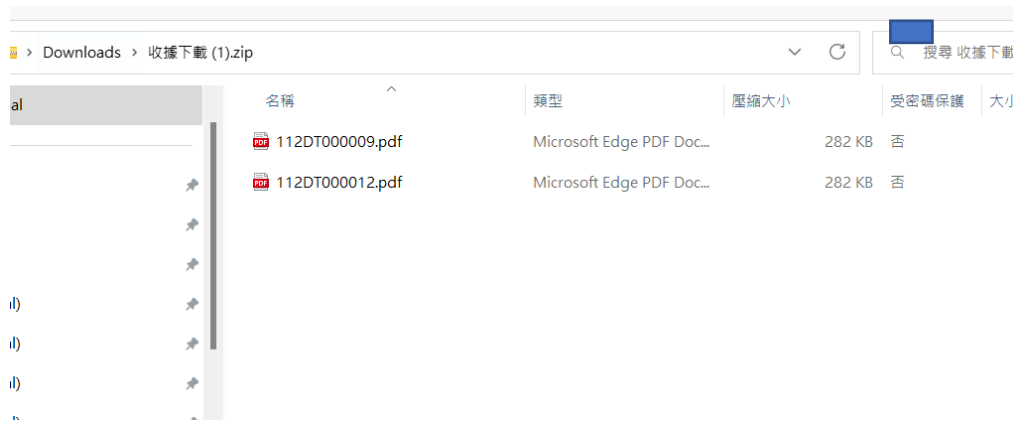 Downloads > 收據下載 (1).zip
搜尋 收據下載
al
名稱 類型 壓縮大小 受密碼保護 大小
PDF 112DT000009.pdf Microsoft Edge PDF Doc... 282 KB 否
PDF 112DT000012.pdf Microsoft Edge PDF Doc... 282 KB 否
l)
l)
l)